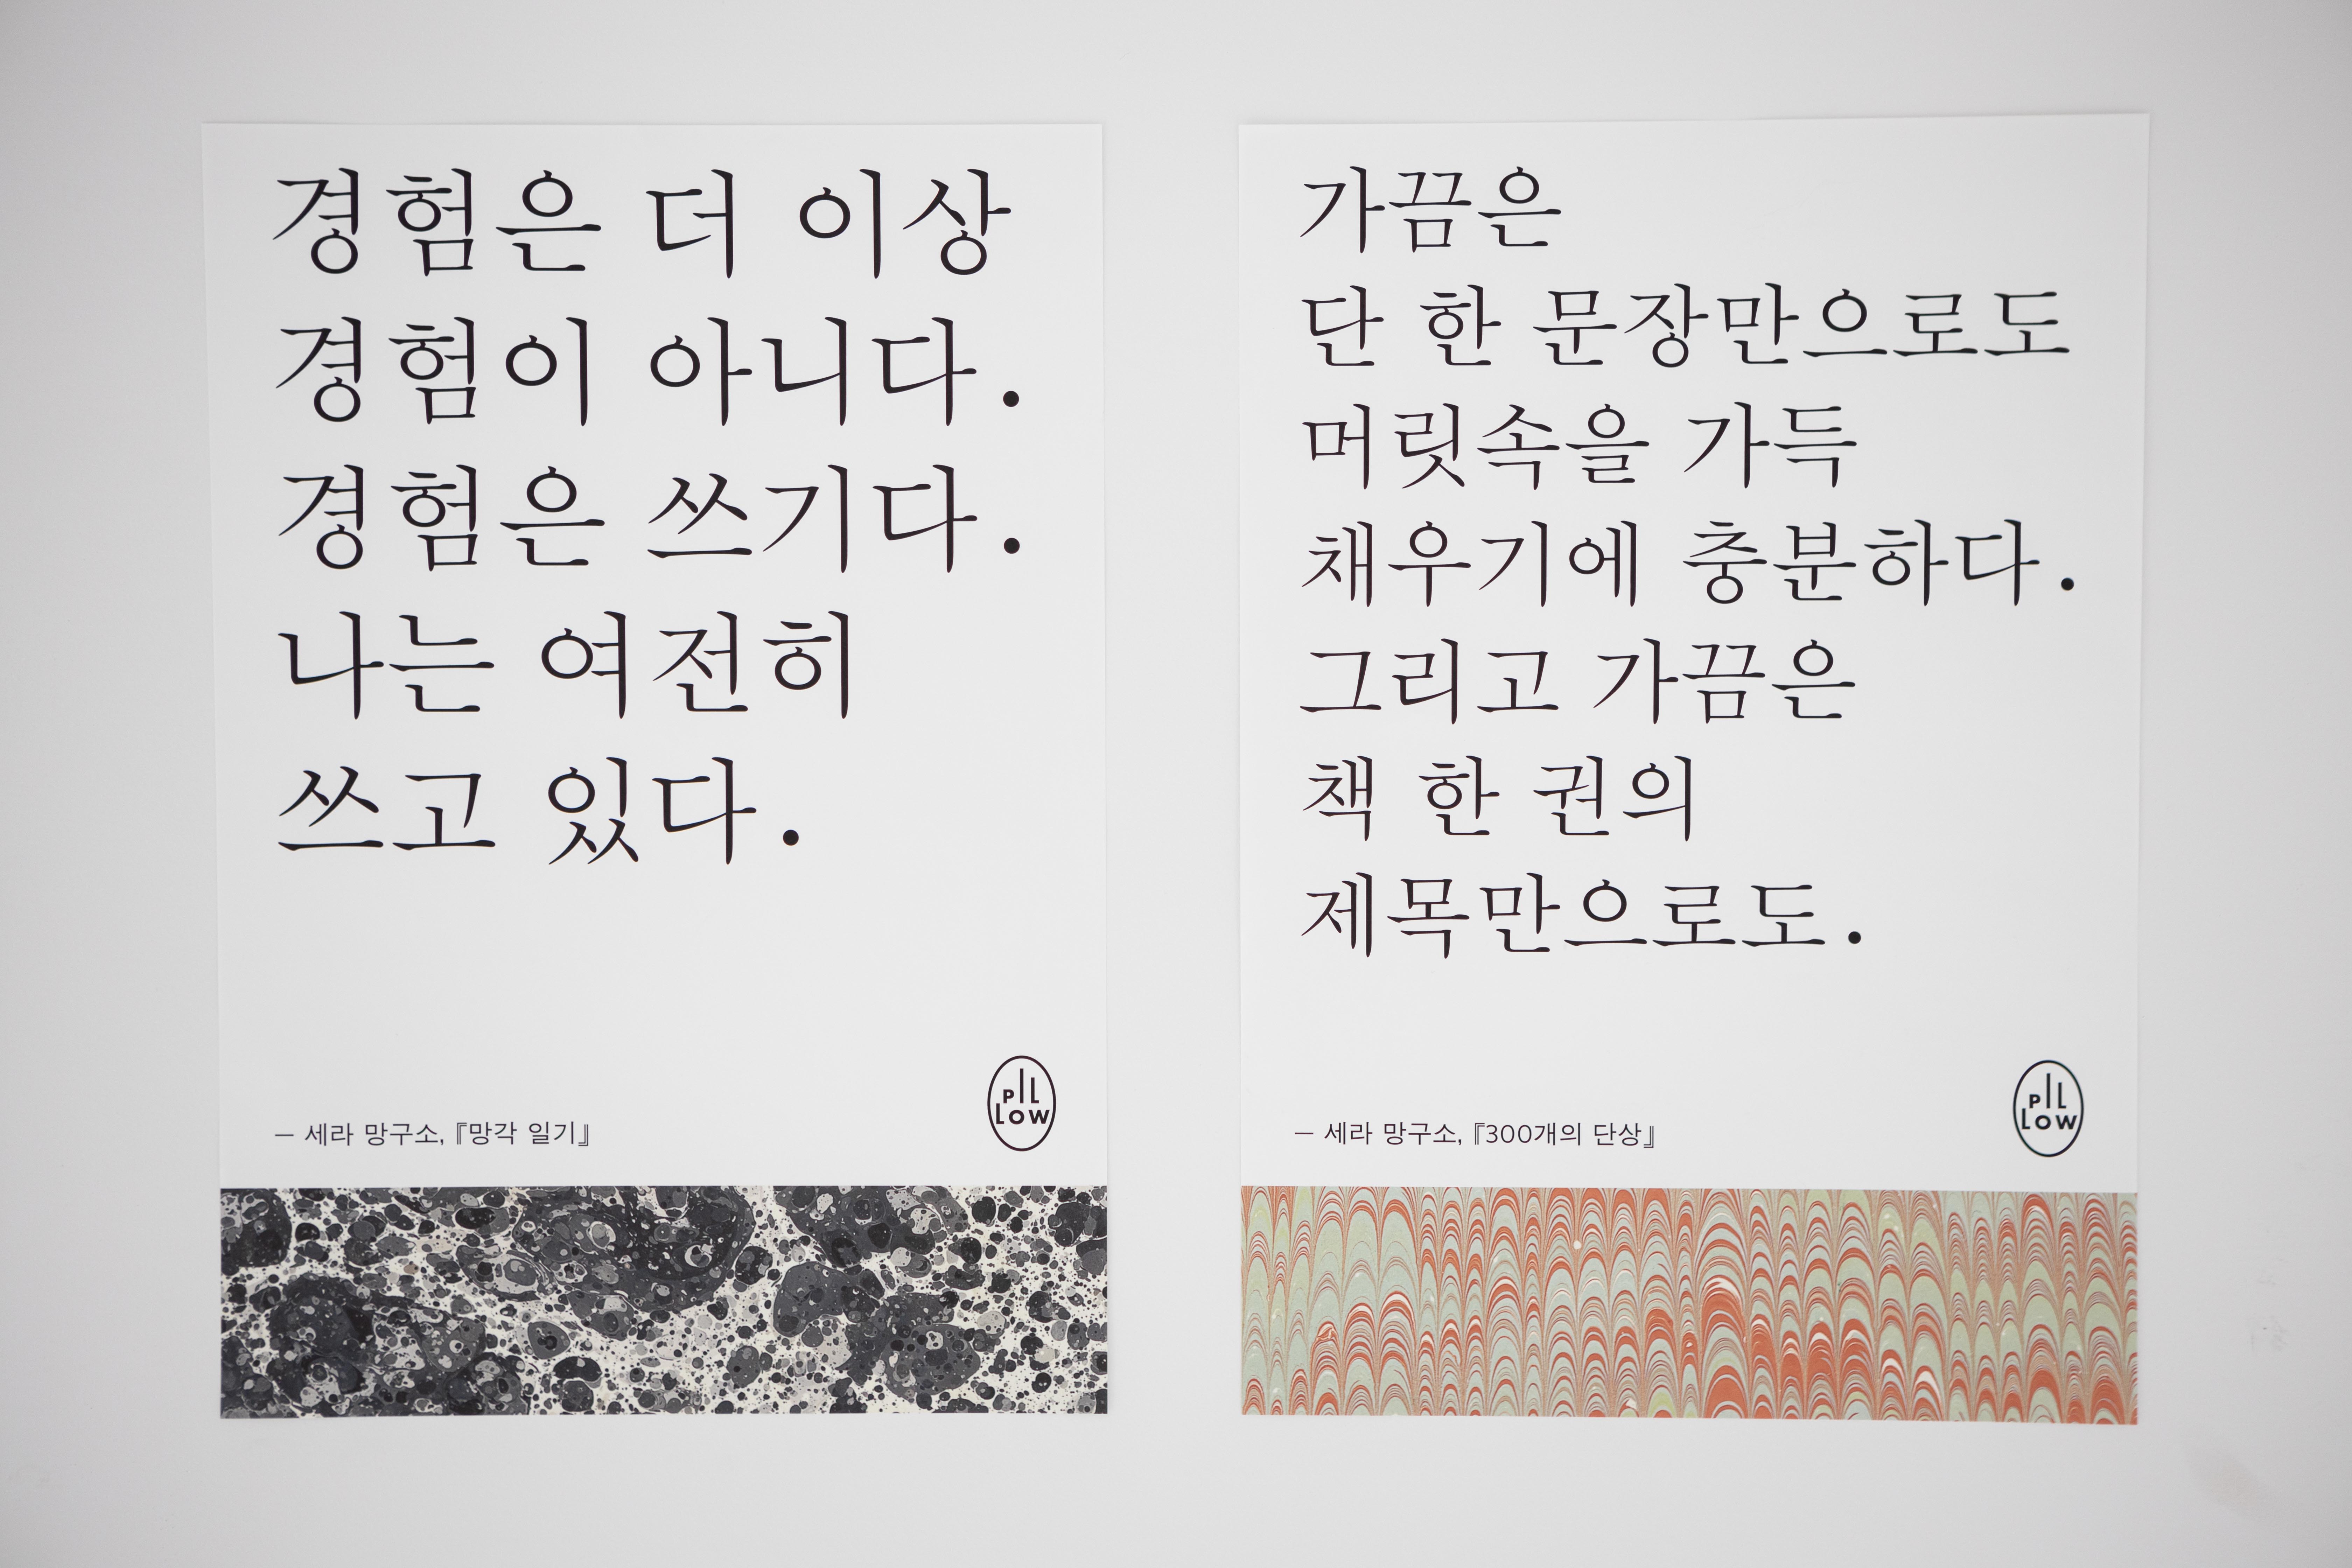 경험은 더 이상
경험이 아니다.
경험은 쓰기다.
나는 여전히
쓰고 있다.
— 세라 망구소, 『망각 일기』
PIL
LOW
가끔은
단 한 문장만으로도
머릿속을 가득
채우기에 충분하다.
그리고 가끔은
책 한 권의
제목만으로도.
— 세라 망구소, 『300개의 단상』
PIL
LOW